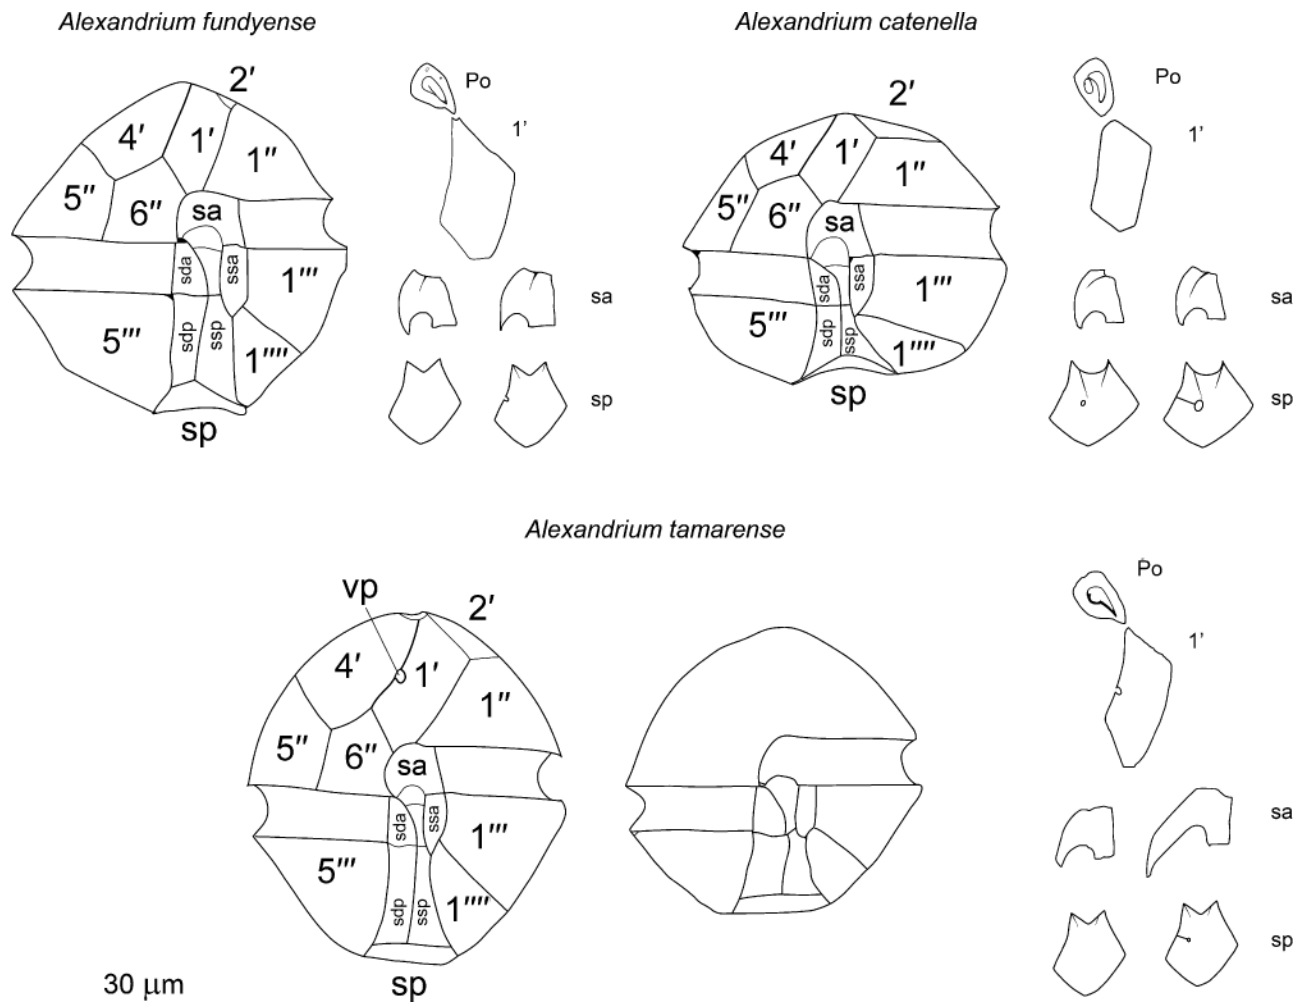 Alexandrium fundyense
2′
4′
1′
1″
5″
6″
sa
sda
ssa
1‴
5‴
sdp
ssp
1⁗
sp
Po
1’
sa
sp
Alexandrium catenella
2′
4′
1′
1″
5″
6″
sa
sda
ssa
1‴
5‴
sdp
ssp
1⁗
sp
Po
1’
sa
sp
Alexandrium tamarense
vp
2′
4′
1′
1″
5″
6″
sa
sda
ssa
1‴
5‴
sdp
ssp
1⁗
sp
Po
1’
sa
sp
30 μm